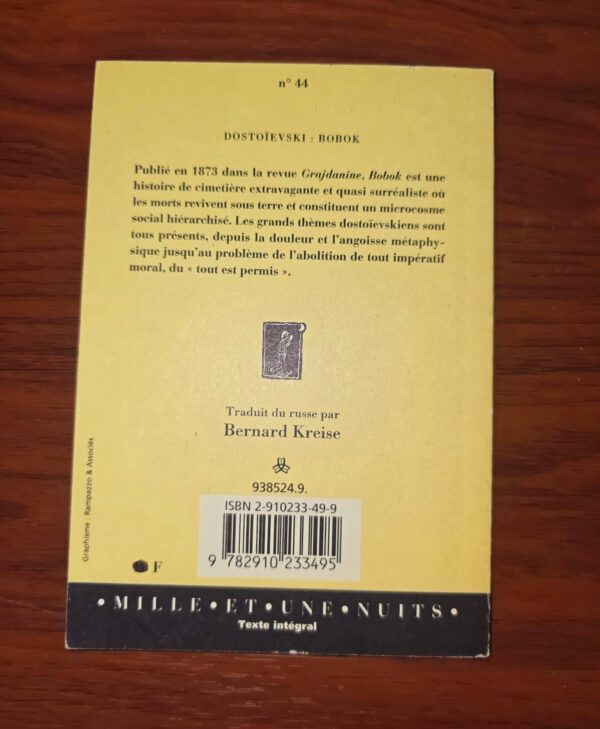 n° 44
DOSTOÏEVSKI : BOBOK
Publié en 1873 dans la revue Grajdanine, Bobok est une
histoire de cimetière extravagante et quasi surréaliste où
les morts revivent sous terre et constituent un microcosme
social hiérarchisé. Les grands thèmes dostoïevskiens sont
tous présents, depuis la douleur et l'angoisse métaphy-
sique jusqu'au problème de l'abolition de tout impératif
moral, du « tout est permis ».
Traduit du russe par
Bernard Kreise
938524.9.
ISBN 2-910233-49-9
9 782910 233495
Graphisme : Rampazzo & Associés
F
• MILLE • ET • UNE • NUITS •
Texte intégral